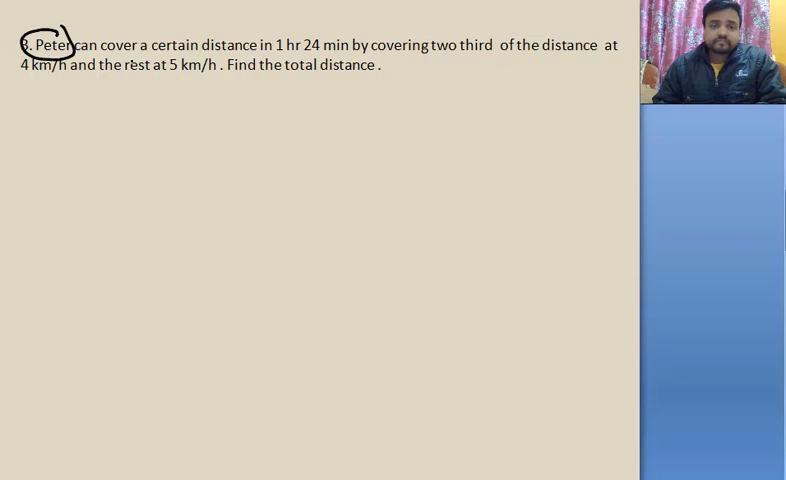 3. Peter can cover a certain distance in 1 hr 24 min by covering two third of the distance at
4 km/h and the rest at 5 km/h . Find the total distance .